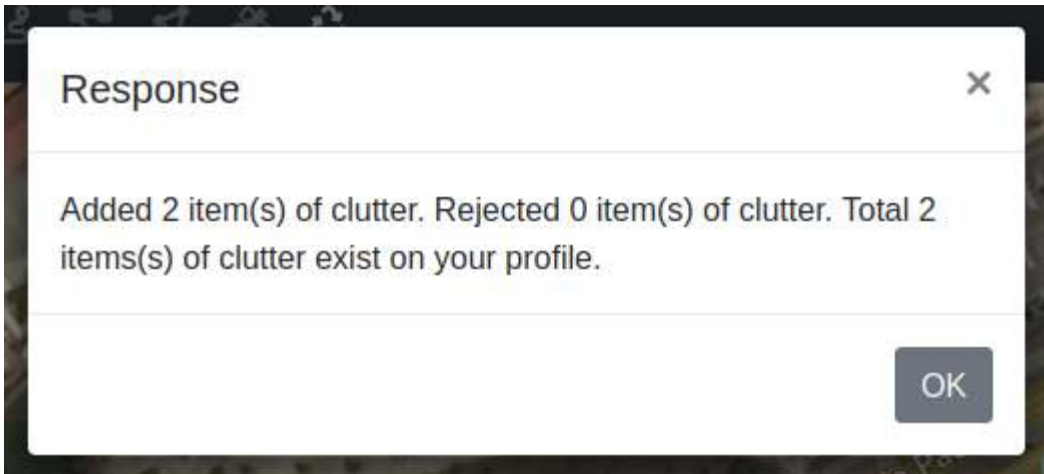 Response
×
Added 2 item(s) of clutter. Rejected 0 item(s) of clutter. Total 2
items(s) of clutter exist on your profile.
OK